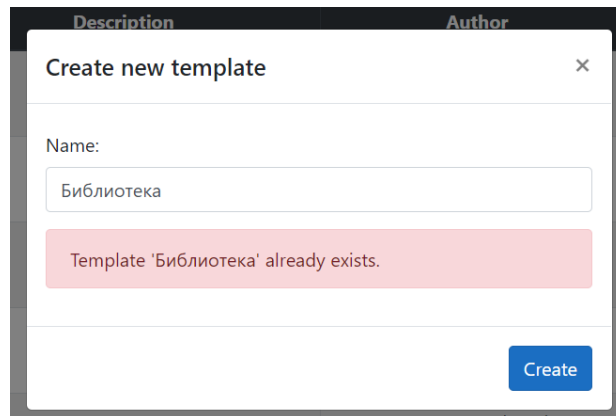 Description Author
Create new template ×
Name:
Библиотека
Template 'Библиотека' already exists.
Create